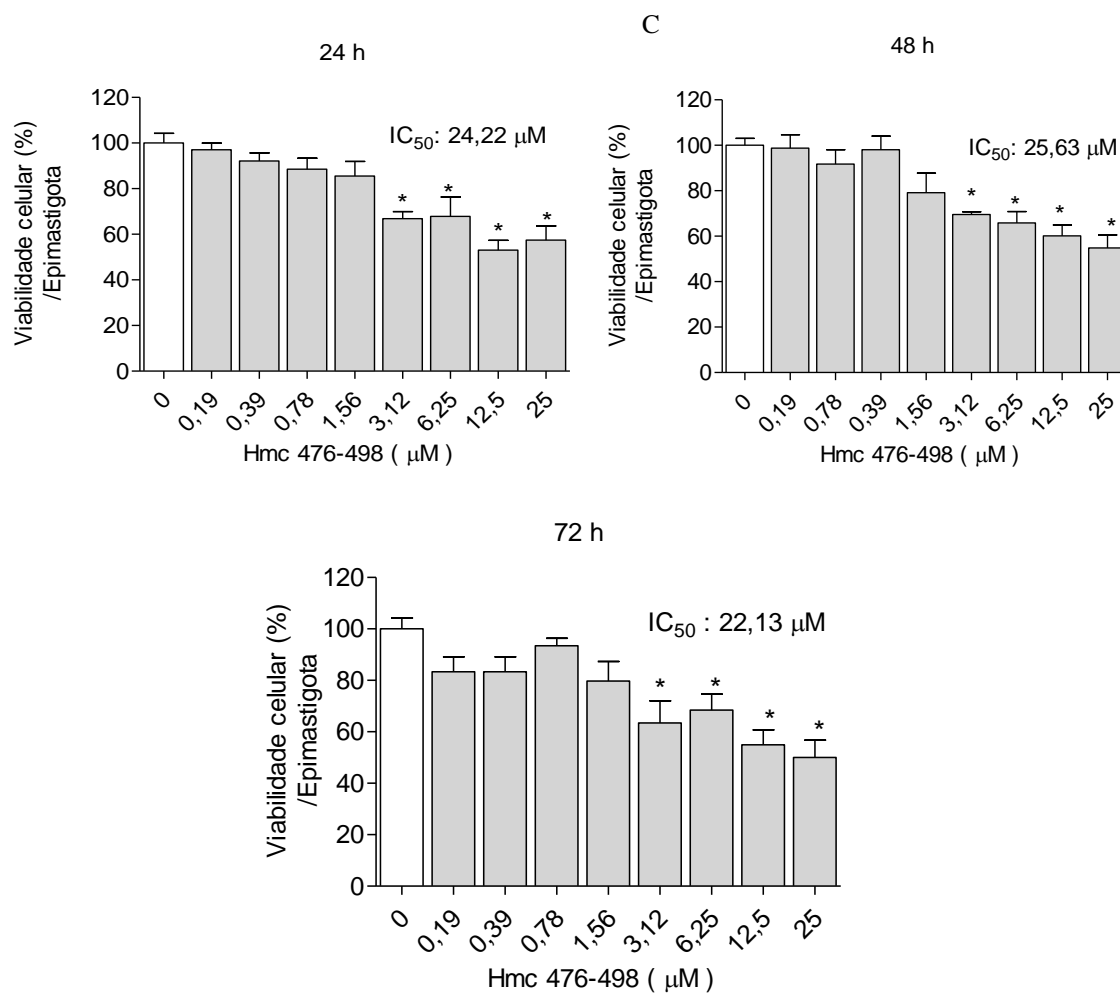 C
24 h
Viabilidade celular (%)
/Epimastigota
120
100
80
60
40
20
0
IC50: 24,22 μM
* * * *
0 0,19 0,39 0,78 1,56 3,12 6,25 12,5 25
Hmc 476-498 ( μM )
48 h
Viabilidade celular (%)
/Epimastigota
120
100
80
60
40
20
0
IC50: 25,63 μM
* * * *
0 0,19 0,78 0,39 1,56 3,12 6,25 12,5 25
Hmc 476-498 ( μM )
72 h
Viabilidade celular (%)
/Epimastigota
120
100
80
60
40
20
0
IC50 : 22,13 μM
* * * *
0 0,19 0,39 0,78 1,56 3,12 6,25 12,5 25
Hmc 476-498 ( μM )